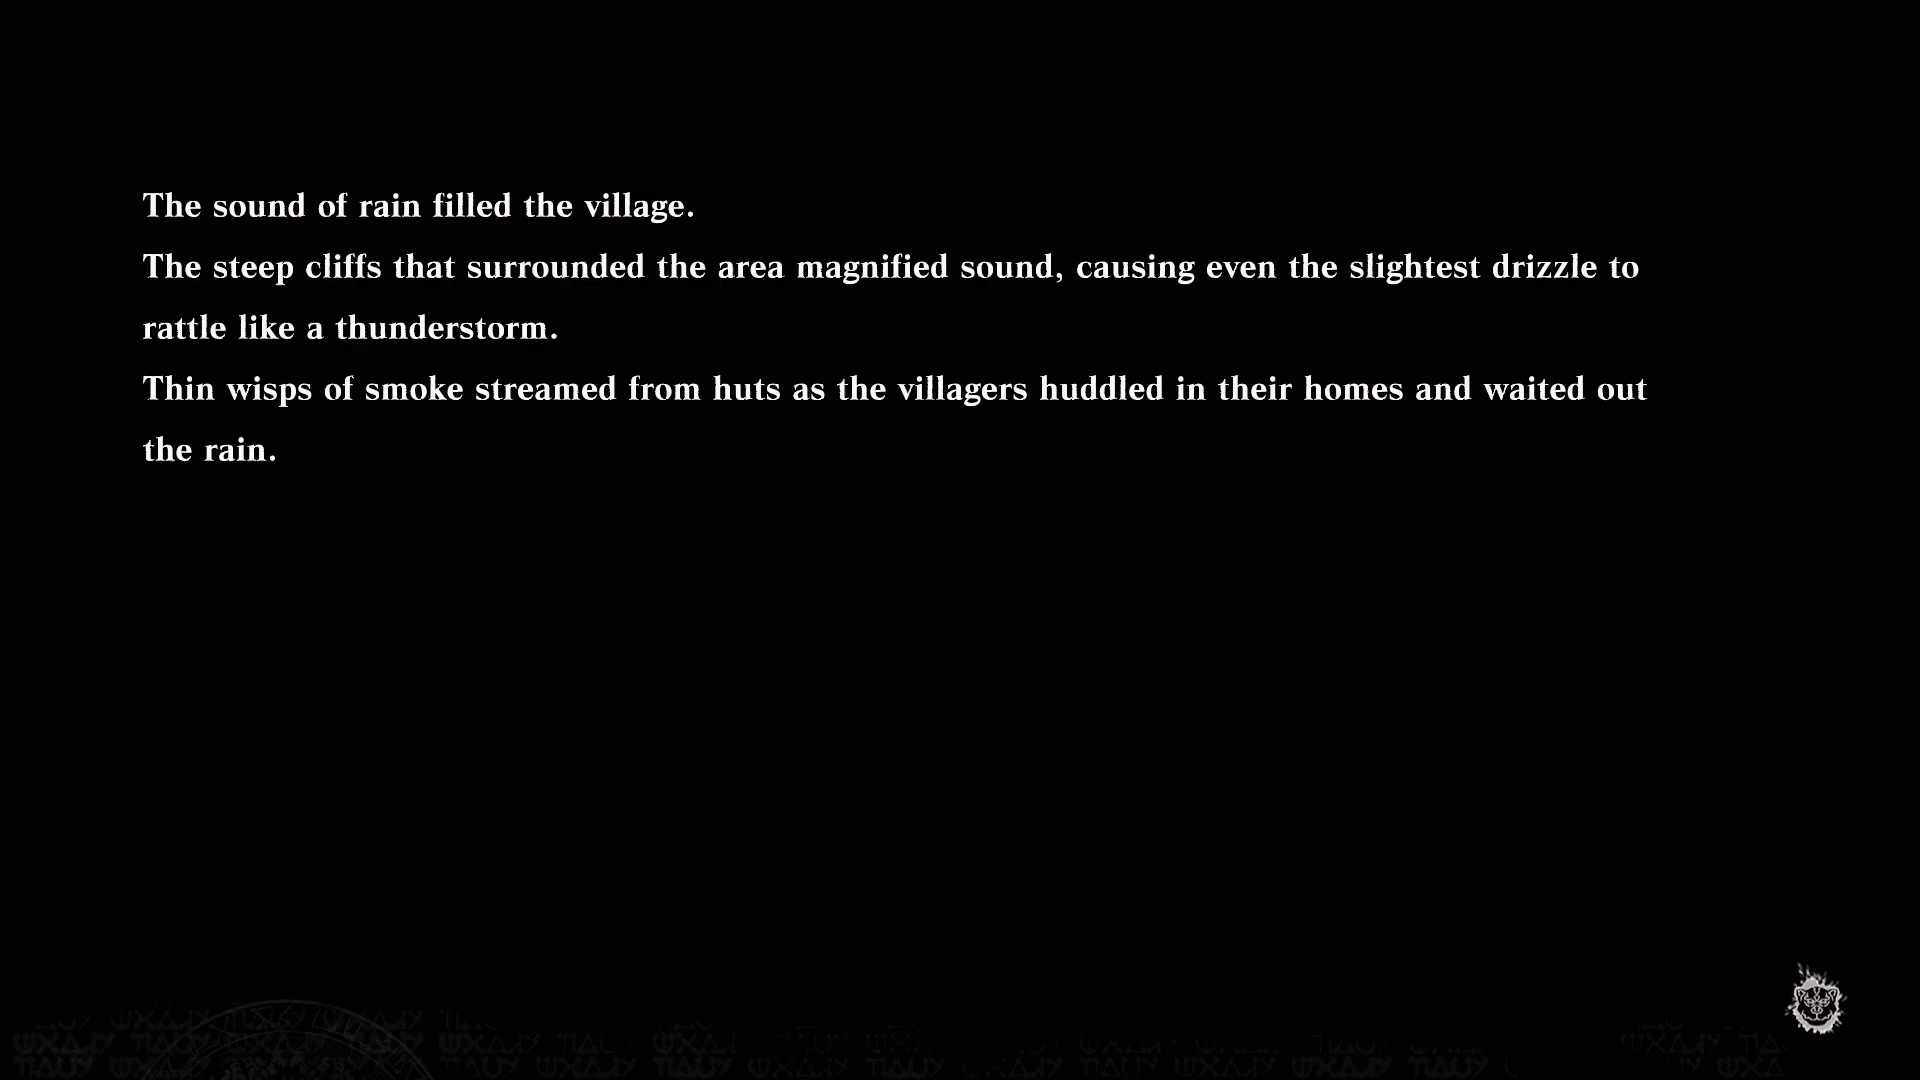 The sound of rain filled the village.
The steep cliffs that surrounded the area magnified sound, causing even the slightest drizzle to
rattle like a thunderstorm.
Thin wisps of smoke streamed from huts as the villagers huddled in their homes and waited out
the rain.